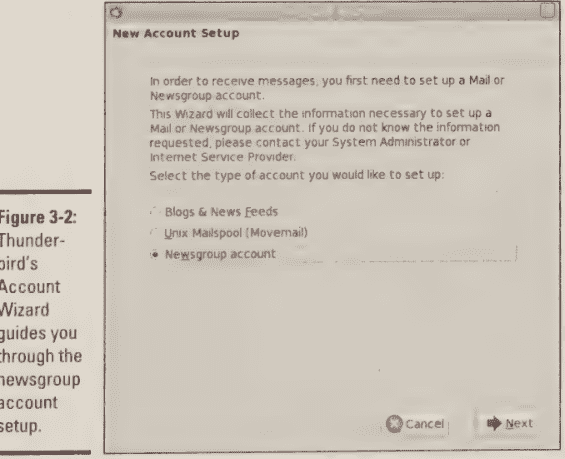 New Account Setup
In order to receive messages, you first need to set up a Mail or
Newsgroup account.
This Wizard will collect the information necessary to set up a
Mail or Newsgroup account. If you do not know the information
requested, please contact your System Administrator or
Internet Service Provider.
Select the type of account you would like to set up:
Blogs & News Feeds
Unix Mailspool (Movemail)
Newsgroup account
Cancel
Next
Figure 3-2:
Thunder-
bird's
Account
Wizard
guides you
through the
newsgroup
account
setup.